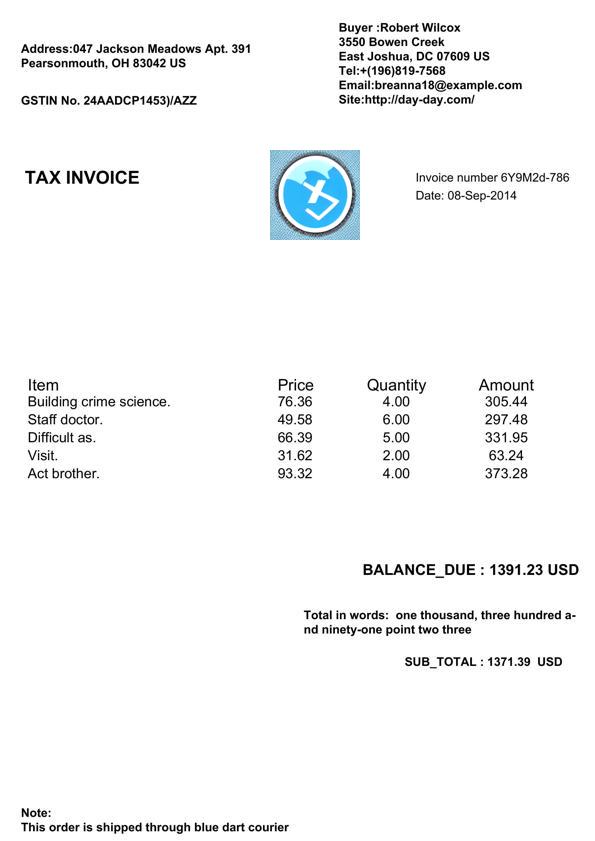 Address:047 Jackson Meadows Apt. 391
Pearsonmouth, OH 83042 US
GSTIN No. 24AADCP1453)/AZZ
Buyer :Robert Wilcox
3550 Bowen Creek
East Joshua, DC 07609 US
Tel:+(196)819-7568
Email:breanna18@example.com
Site:http://day-day.com/
TAX INVOICE
Invoice number 6Y9M2d-786
Date: 08-Sep-2014
Item Price Quantity Amount
Building crime science. 76.36 4.00 305.44
Staff doctor. 49.58 6.00 297.48
Difficult as. 66.39 5.00 331.95
Visit. 31.62 2.00 63.24
Act brother. 93.32 4.00 373.28
BALANCE_DUE : 1391.23 USD
Total in words: one thousand, three hundred a-
nd ninety-one point two three
SUB_TOTAL : 1371.39 USD
Note:
This order is shipped through blue dart courier